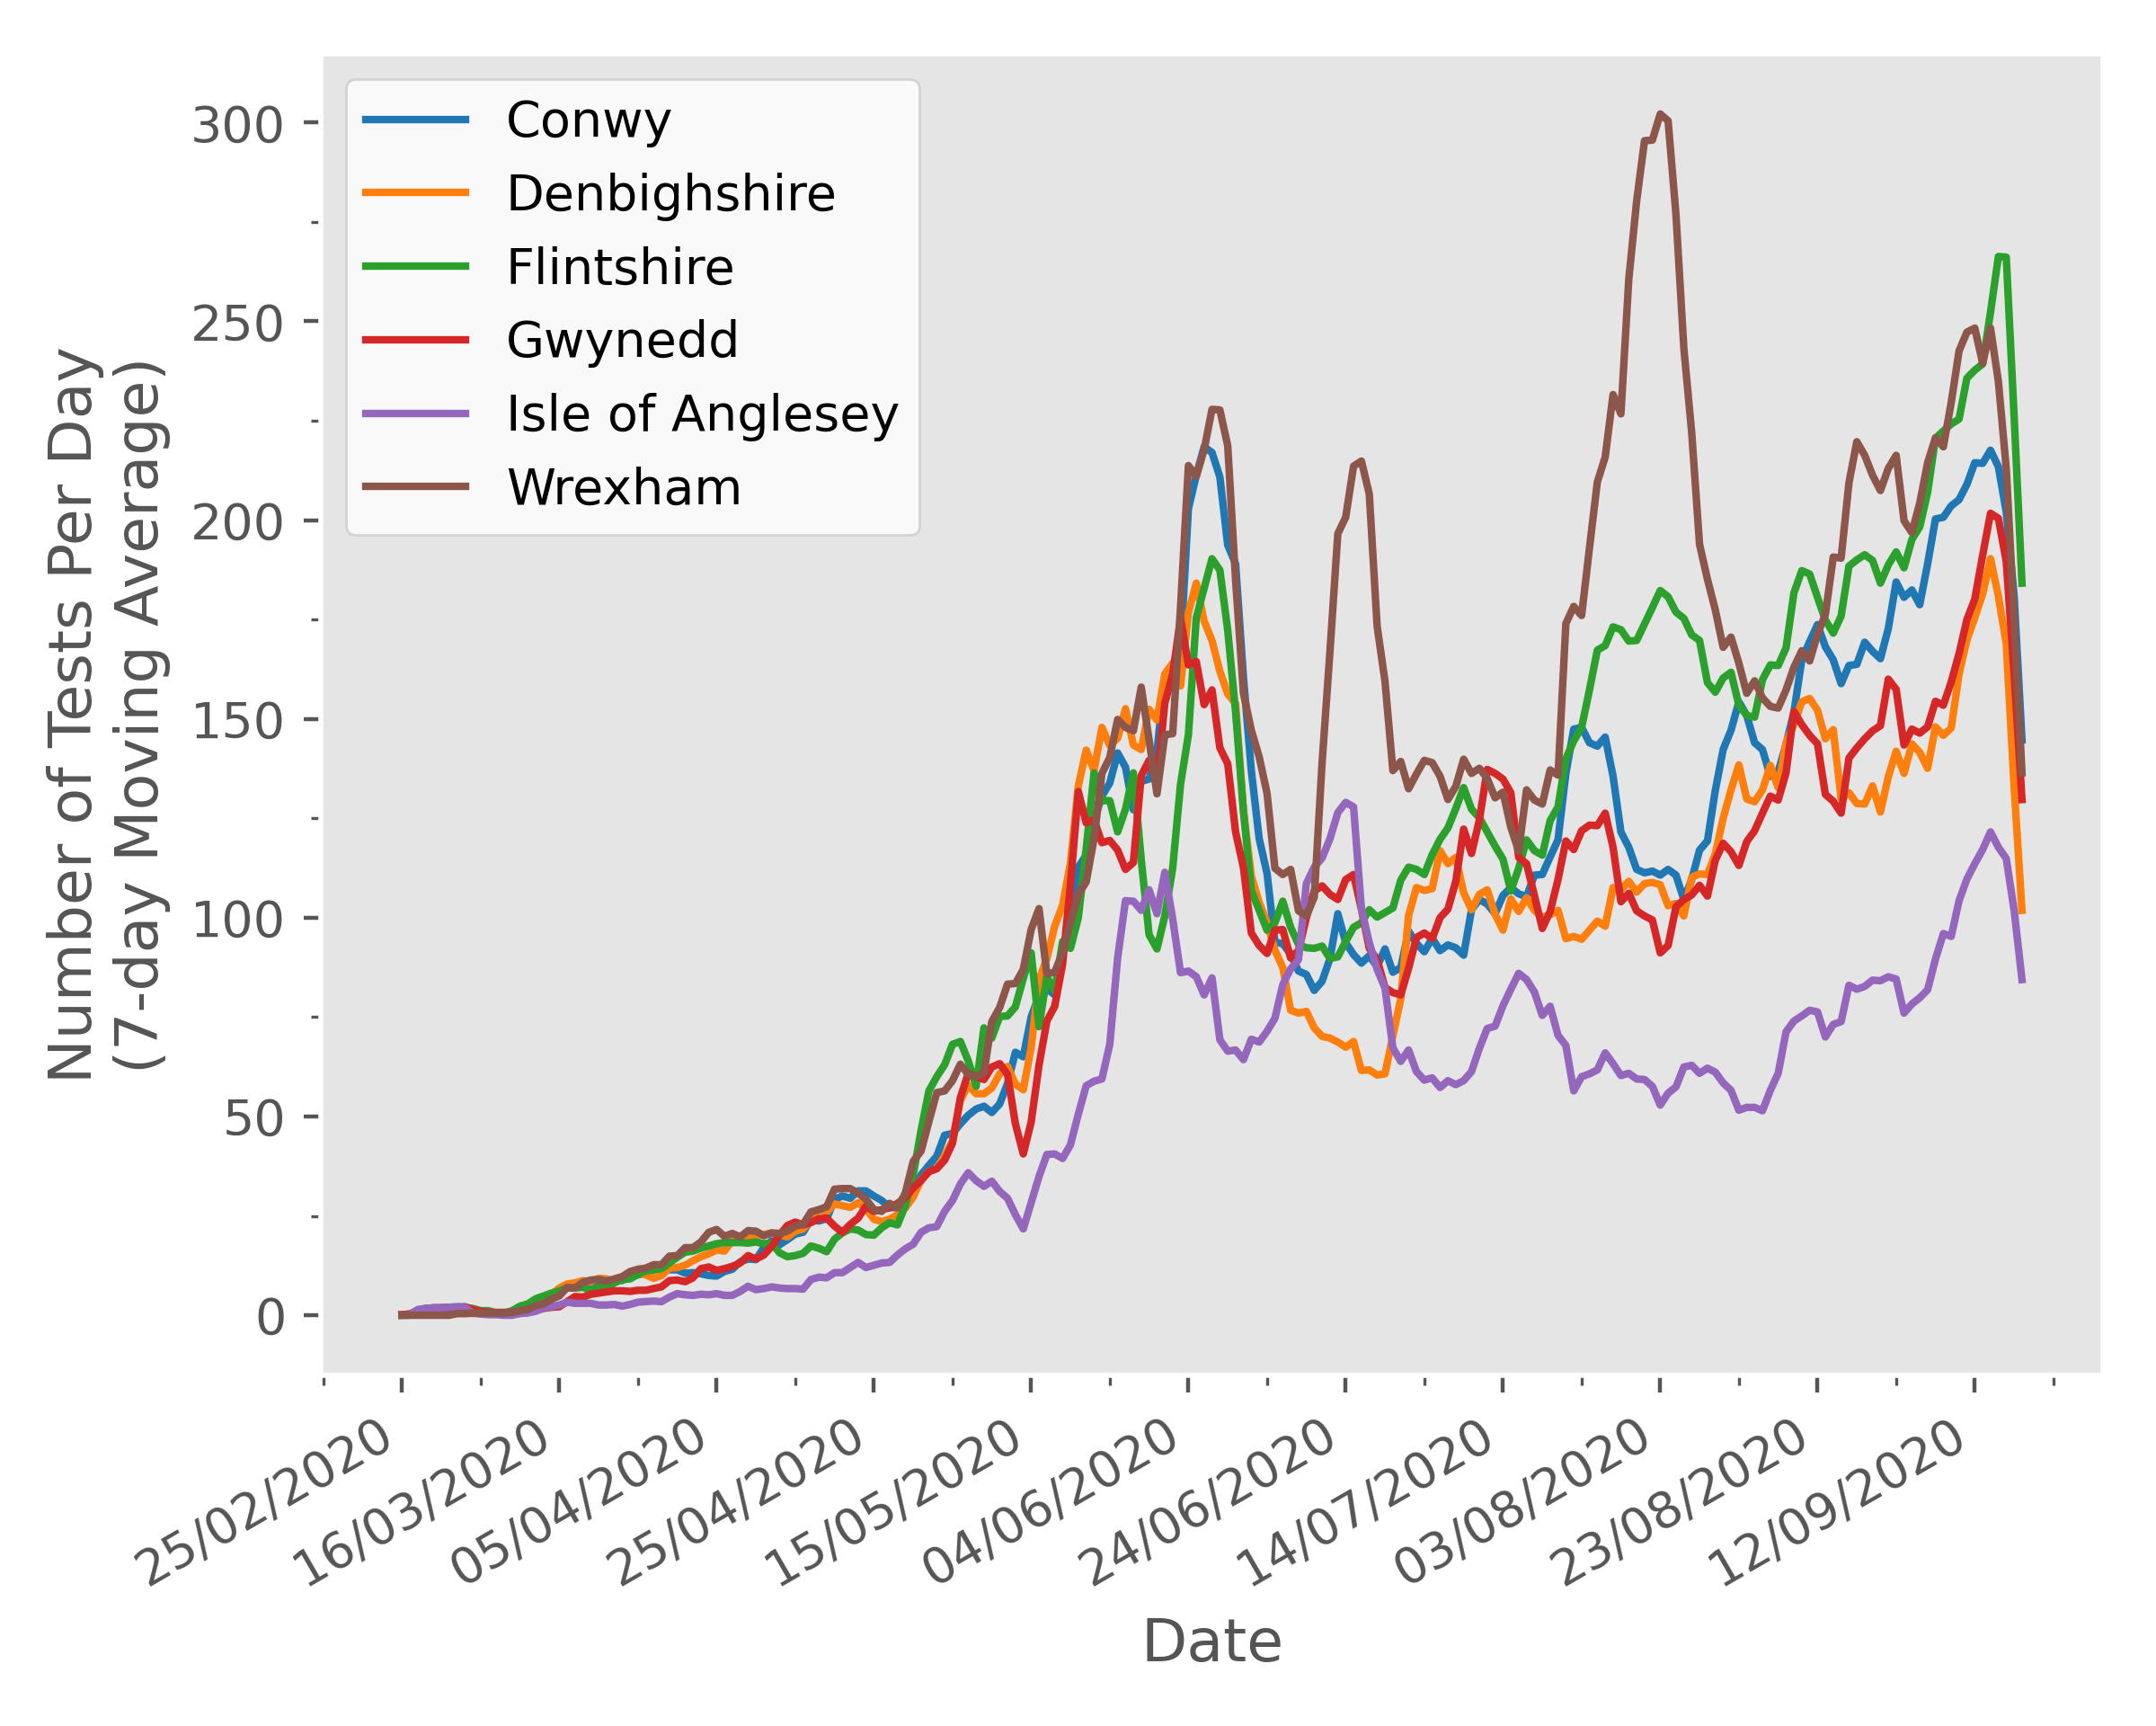 Conwy
Denbighshire
Flintshire
Gwynedd
Isle of Anglesey
Wrexham
300
250
200
150
100
50
0
Number of Tests Per Day
(7-day Moving Average)
25/02/2020
16/03/2020
05/04/2020
25/04/2020
15/05/2020
04/06/2020
24/06/2020
14/07/2020
03/08/2020
23/08/2020
12/09/2020
Date